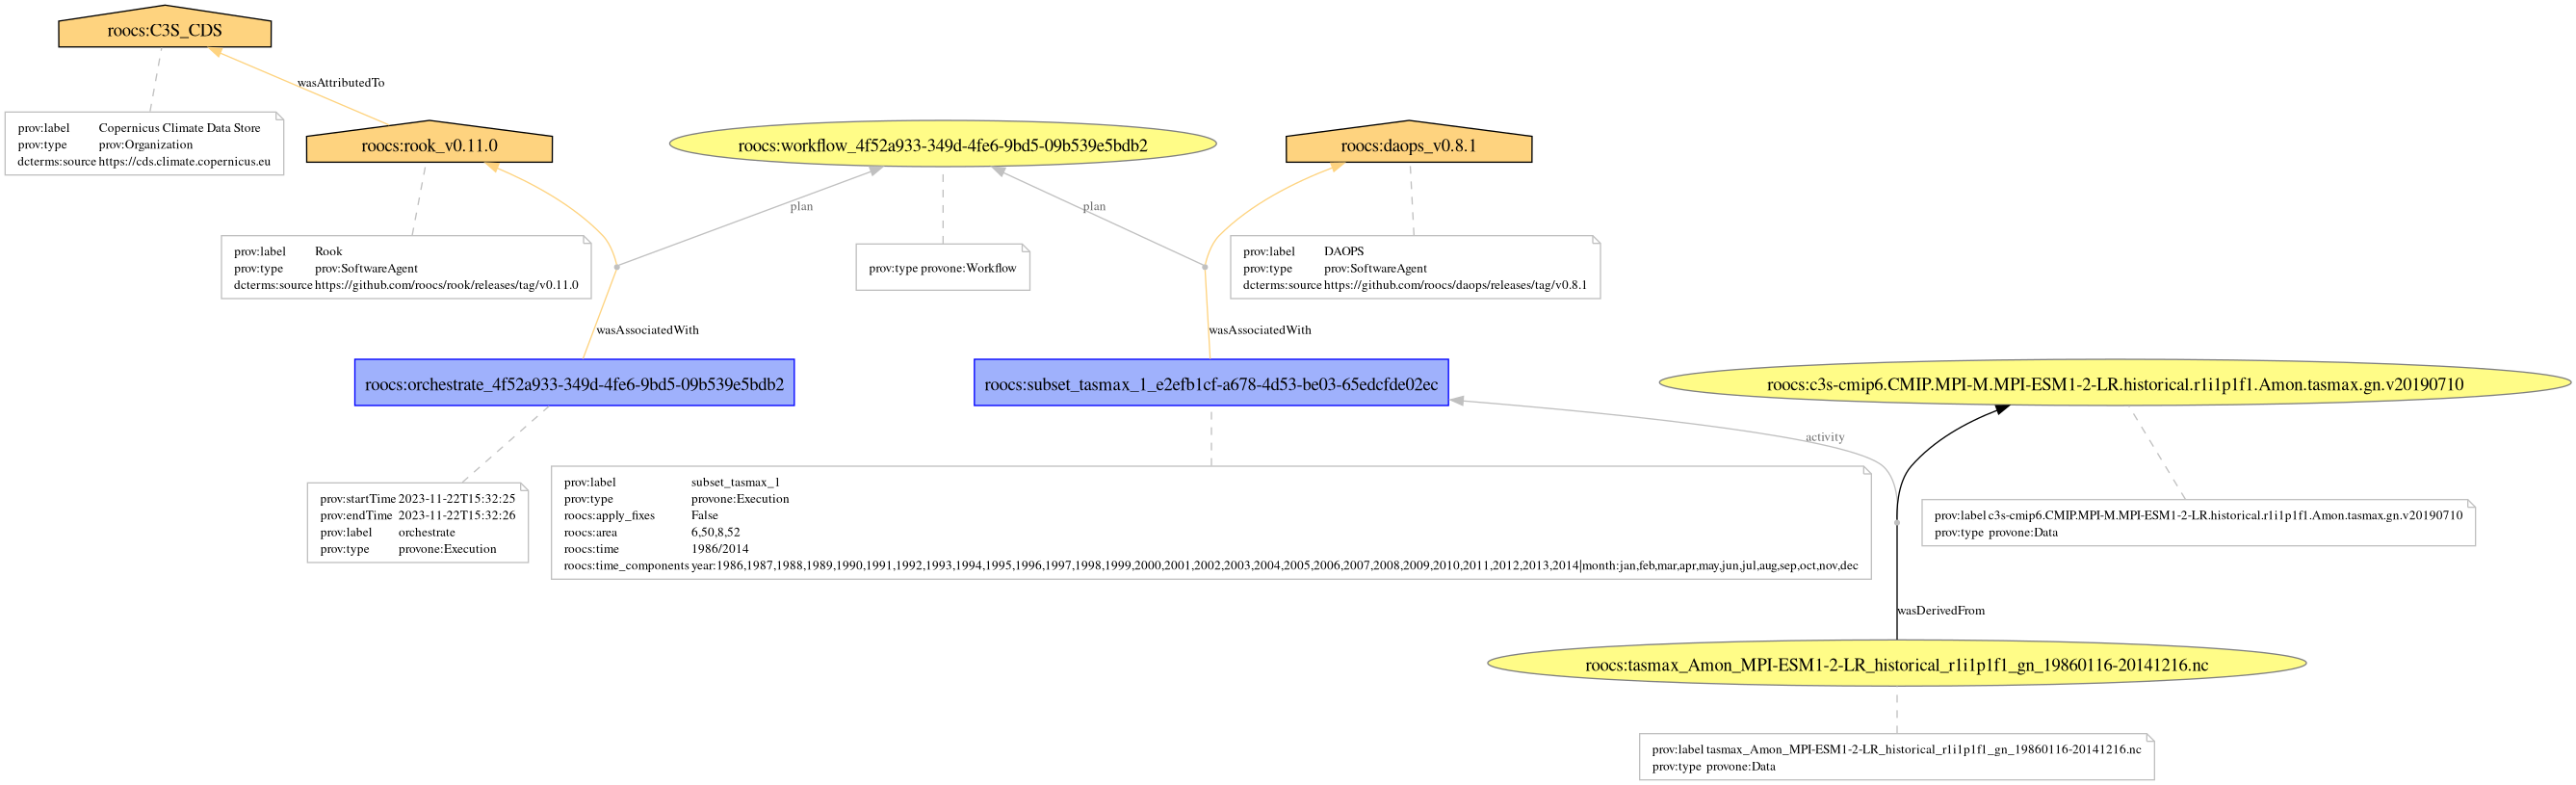 roocs:C3S_CDS
wasAttributedTo
prov:label Copernicus Climate Data Store
prov:type prov:Organization
dcterms:source https://cds.climate.copernicus.eu
roocs:rook_v0.11.0
roocs:workflow_4f52a933-349d-4fe6-9bd5-09b539e5bdb2
roocs:daops_v0.8.1
plan
plan
prov:label Rook
prov:type prov:SoftwareAgent
dcterms:source https://github.com/roocs/rook/releases/tag/v0.11.0
prov:type provone:Workflow
prov:label DAOPS
prov:type prov:SoftwareAgent
dcterms:source https://github.com/roocs/daops/releases/tag/v0.8.1
wasAssociatedWith
wasAssociatedWith
roocs:orchestrate_4f52a933-349d-4fe6-9bd5-09b539e5bdb2
roocs:subset_tasmax_1_e2efb1cf-a678-4d53-be03-65edcfde02ec
roocs:c3s-cmip6.CMIP.MPI-M.MPI-ESM1-2-LR.historical.r1i1p1f1.Amon.tasmax.gn.v20190710
activity
prov:startTime 2023-11-22T15:32:25
prov:endTime 2023-11-22T15:32:26
prov:label orchestrate
prov:type provone:Execution
prov:label subset_tasmax_1
prov:type provone:Execution
roocs:apply_fixes False
roocs:area 6,50,8,52
roocs:time 1986/2014
roocs:time_components year:1986,1987,1988,1989,1990,1991,1992,1993,1994,1995,1996,1997,1998,1999,2000,2001,2002,2003,2004,2005,2006,2007,2008,2009,2010,2011,2012,2013,2014|month:jan,feb,mar,apr,may,jun,jul,aug,sep,oct,nov,dec
prov:label c3s-cmip6.CMIP.MPI-M.MPI-ESM1-2-LR.historical.r1i1p1f1.Amon.tasmax.gn.v20190710
prov:type provone:Data
wasDerivedFrom
roocs:tasmax_Amon_MPI-ESM1-2-LR_historical_r1i1p1f1_gn_19860116-20141216.nc
prov:label tasmax_Amon_MPI-ESM1-2-LR_historical_r1i1p1f1_gn_19860116-20141216.nc
prov:type provone:Data